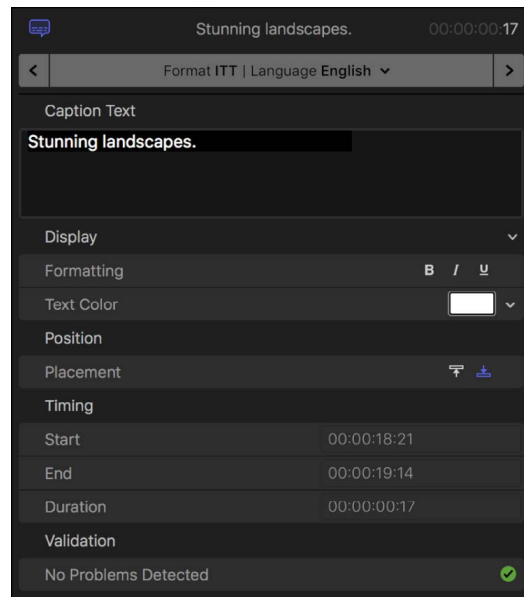 Stunning landscapes. 00:00:00:17
< Format ITT | Language English >
Caption Text
Stunning landscapes.
Display
Formatting B I U
Text Color
Position
Placement
Timing
Start 00:00:18:21
End 00:00:19:14
Duration 00:00:00:17
Validation
No Problems Detected